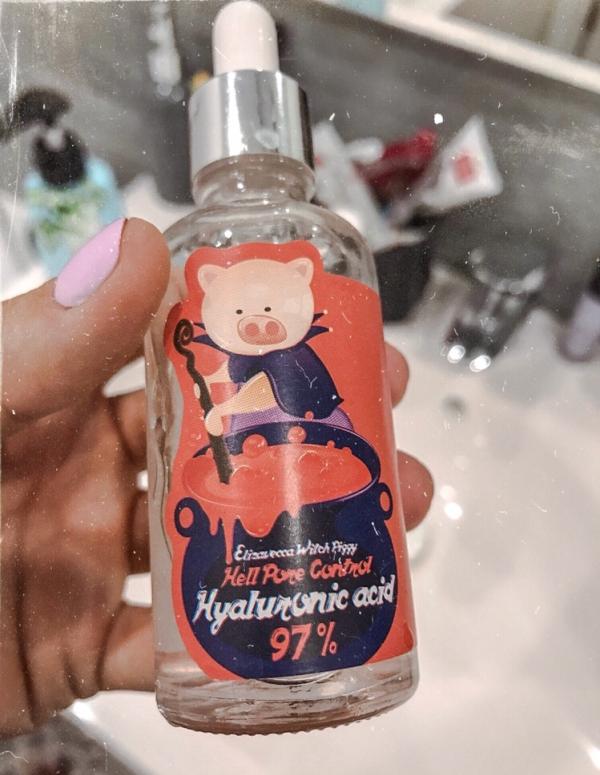 Elizavecca Witch Piggy
Hell Pore Control
Hyaluronic acid
97%